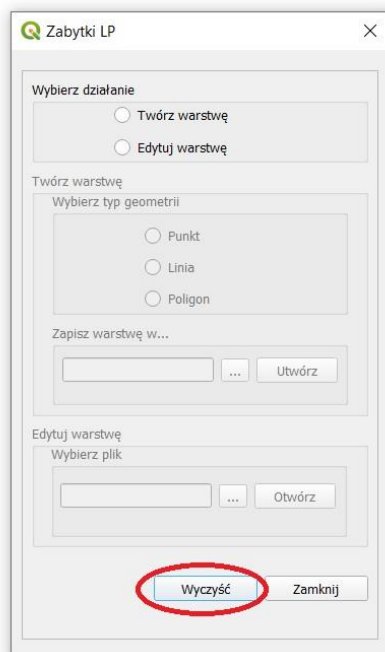 Zabytki LP
Wybierz działanie
Twórz warstwę
Edytuj warstwę
Twórz warstwę
Wybierz typ geometrii
Punkt
Linia
Poligon
Zapisz warstwę w...
... Utwórz
Edytuj warstwę
Wybierz plik
... Otwórz
Wyczyść Zamknij